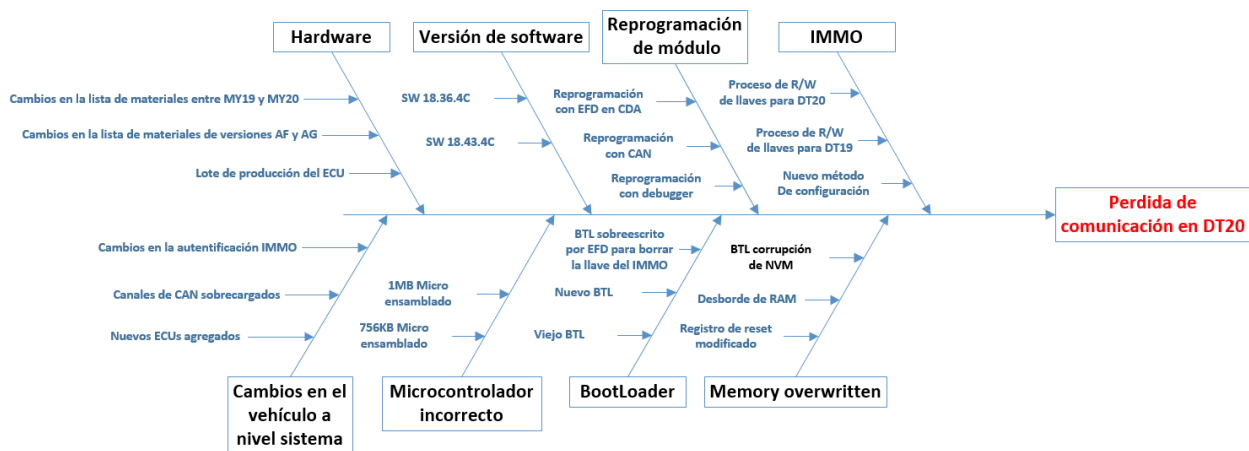 Hardware
Versión de software
Reprogramación
de módulo
IMMO
Cambios en la lista de materiales entre MY19 y MY20
Cambios en la lista de materiales de versiones AF y AG
Lote de producción del ECU
SW 18.36.4C
SW 18.43.4C
Reprogramación
con EFD en CDA
Reprogramación
con CAN
Reprogramación
con debugger
Proceso de R/W
de llaves para DT20
Proceso de R/W
de llaves para DT19
Nuevo método
De configuración
Perdida de
comunicación en DT20
Cambios en la autentificación IMMO
Canales de CAN sobrecargados
Nuevos ECUs agregados
1MB Micro
ensamblado
756KB Micro
ensamblado
BTL sobreescrito
por EFD para borrar
la llave del IMMO
Nuevo BTL
Viejo BTL
BTL corrupción
de NVM
Desborde de RAM
Registro de reset
modificado
Cambios en el
vehículo a
nivel sistema
Microcontrolador
incorrecto
BootLoader
Memory overwritten